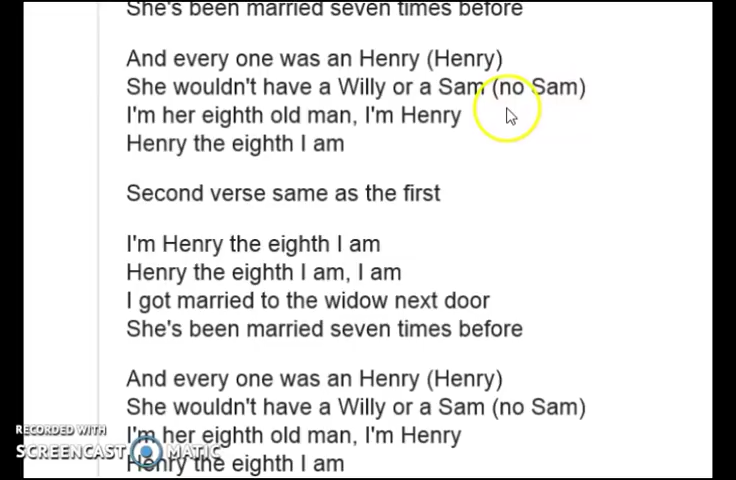 She's been married seven times before
And every one was an Henry (Henry)
She wouldn't have a Willy or a Sam (no Sam)
I'm her eighth old man, I'm Henry
Henry the eighth I am
Second verse same as the first
I'm Henry the eighth I am
Henry the eighth I am, I am
I got married to the widow next door
She's been married seven times before
And every one was an Henry (Henry)
She wouldn't have a Willy or a Sam (no Sam)
RECORDED WITH
I'm her eighth old man, I'm Henry
SCREENCAST MATIC
Henry the eighth I am